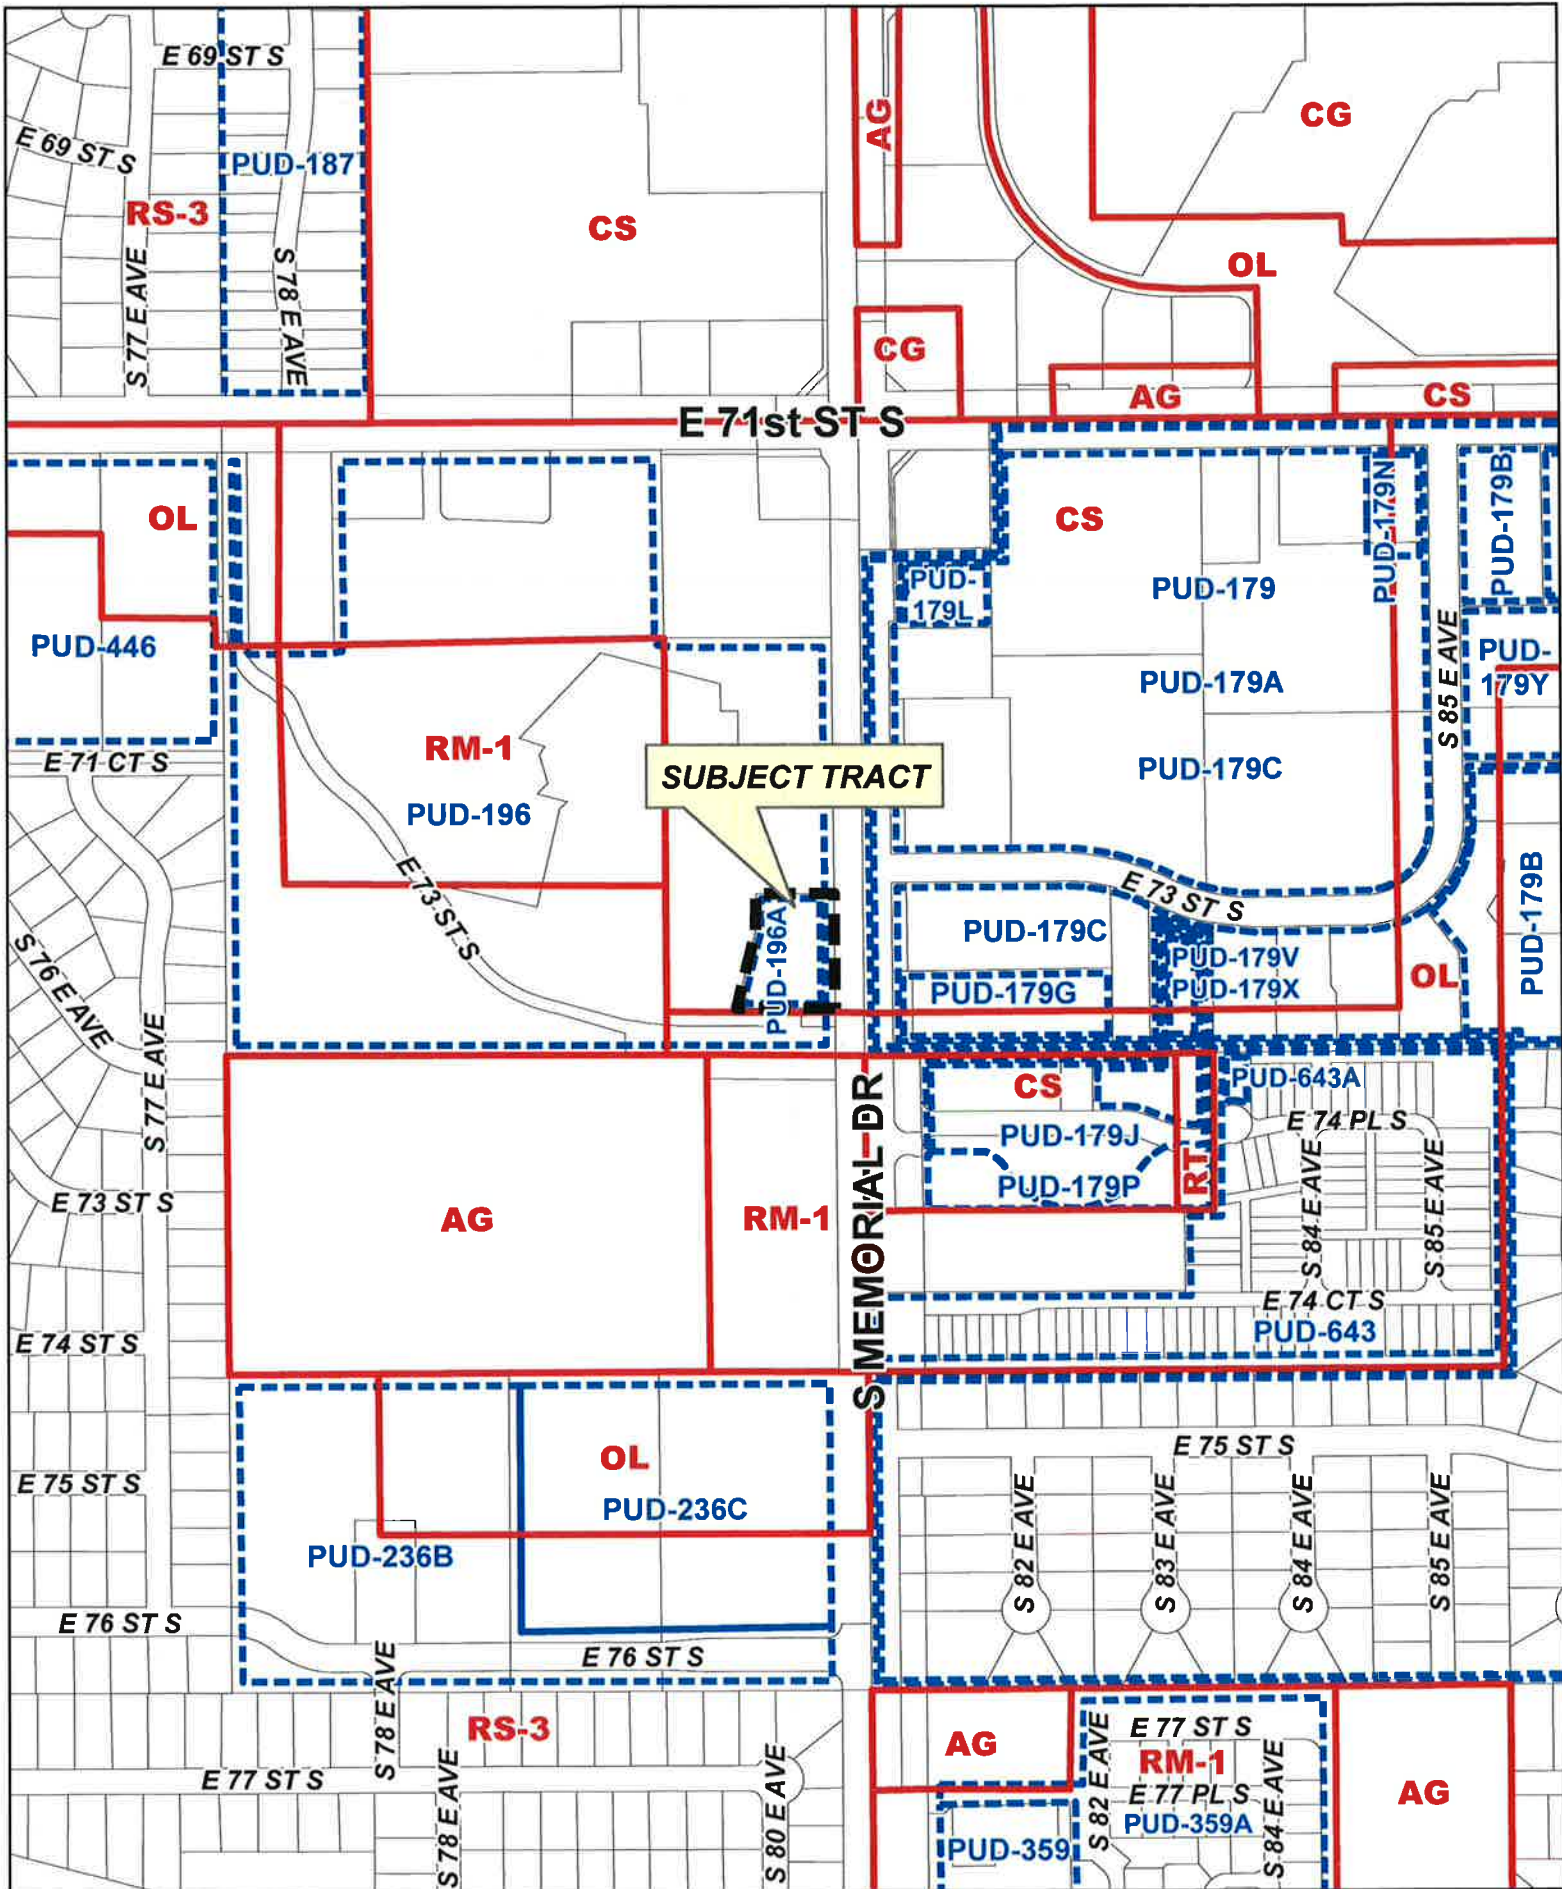 E 69 ST S
E 69 ST S
PUD-187
RS-3
S 77 E AVE
S 78 E AVE
CS
AG
CG
OL
CG
AG
CS
E 71st ST S
OL
PUD-446
CS
PUD-179N
PUD-179B
PUD-
179L
PUD-179
PUD-179A
PUD-179C
S 85 E AVE
PUD-
179Y
E 71 CT S
RM-1
PUD-196
SUBJECT TRACT
E 73 ST S
PUD-196A
E 73 ST S
PUD-179C
PUD-179G
PUD-179V
PUD-179X
OL
PUD-179B
S 76 E AVE
S 77 E AVE
E 73 ST S
AG
RM-1
S MEMORIAL DR
CS
PUD-179J
PUD-179P
RT
PUD-643A
E 74 PL S
S 84 E AVE
S 85 E AVE
E 74 CT S
PUD-643
E 74 ST S
E 75 ST S
OL
PUD-236C
PUD-236B
E 75 ST S
S 82 E AVE
S 83 E AVE
S 84 E AVE
S 85 E AVE
E 76 ST S
E 76 ST S
S 78 E AVE
RS-3
E 77 ST S
S 78 E AVE
S 80 E AVE
AG
S 82 E AVE
E 77 ST S
RM-1
E 77 PL S
PUD-359A
S 84 E AVE
PUD-359
AG